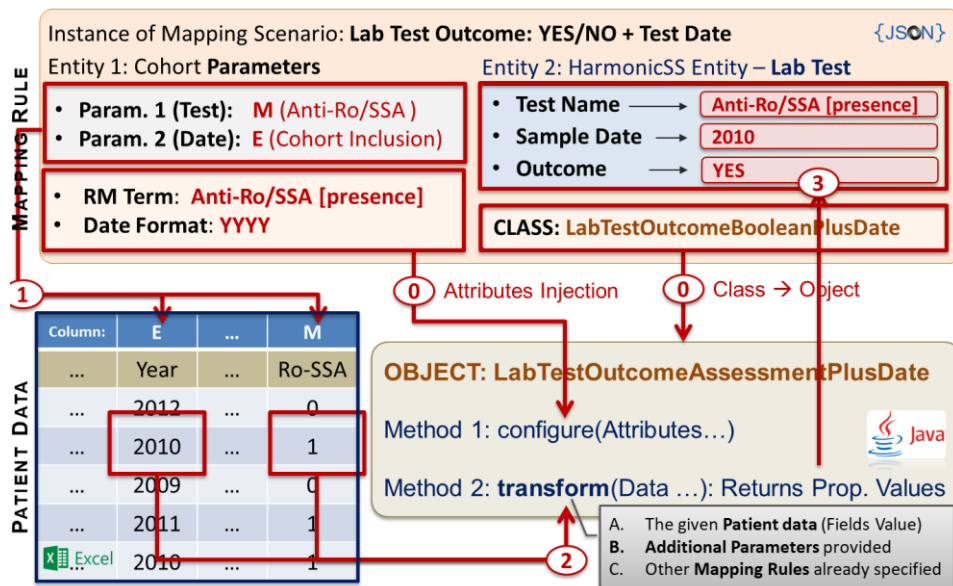 Instance of Mapping Scenario: Lab Test Outcome: YES/NO + Test Date
{JSON}
MAPPING RULE
Entity 1: Cohort Parameters
• Param. 1 (Test): M (Anti-Ro/SSA )
• Param. 2 (Date): E (Cohort Inclusion)
• RM Term: Anti-Ro/SSA [presence]
• Date Format: YYYY
Entity 2: HarmonicSS Entity – Lab Test
• Test Name → Anti-Ro/SSA [presence]
• Sample Date → 2010
• Outcome → YES
3
CLASS: LabTestOutcomeBooleanPlusDate
1
0 Attributes Injection
0 Class → Object
PATIENT DATA
Column: E ... M
... Year ... Ro-SSA
... 2012 ... 0
... 2010 ... 1
... 2009 ... 0
... 2011 ... 1
... 2010 ... 1
Excel
2
OBJECT: LabTestOutcomeAssessmentPlusDate
Method 1: configure(Attributes...)
Java
Method 2: transform(Data ...): Returns Prop. Values
A. The given Patient data (Fields Value)
B. Additional Parameters provided
C. Other Mapping Rules already specified